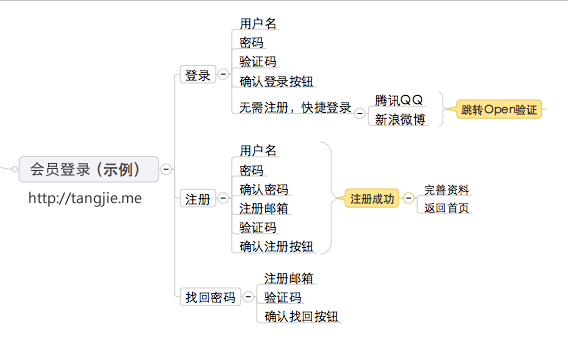 会员登录（示例）
http://tangjie.me
登录
用户名
密码
验证码
确认登录按钮
无需注册，快捷登录
腾讯QQ
新浪微博
跳转Open验证
注册
用户名
密码
确认密码
注册邮箱
验证码
确认注册按钮
注册成功
完善资料
返回首页
找回密码
注册邮箱
验证码
确认找回按钮